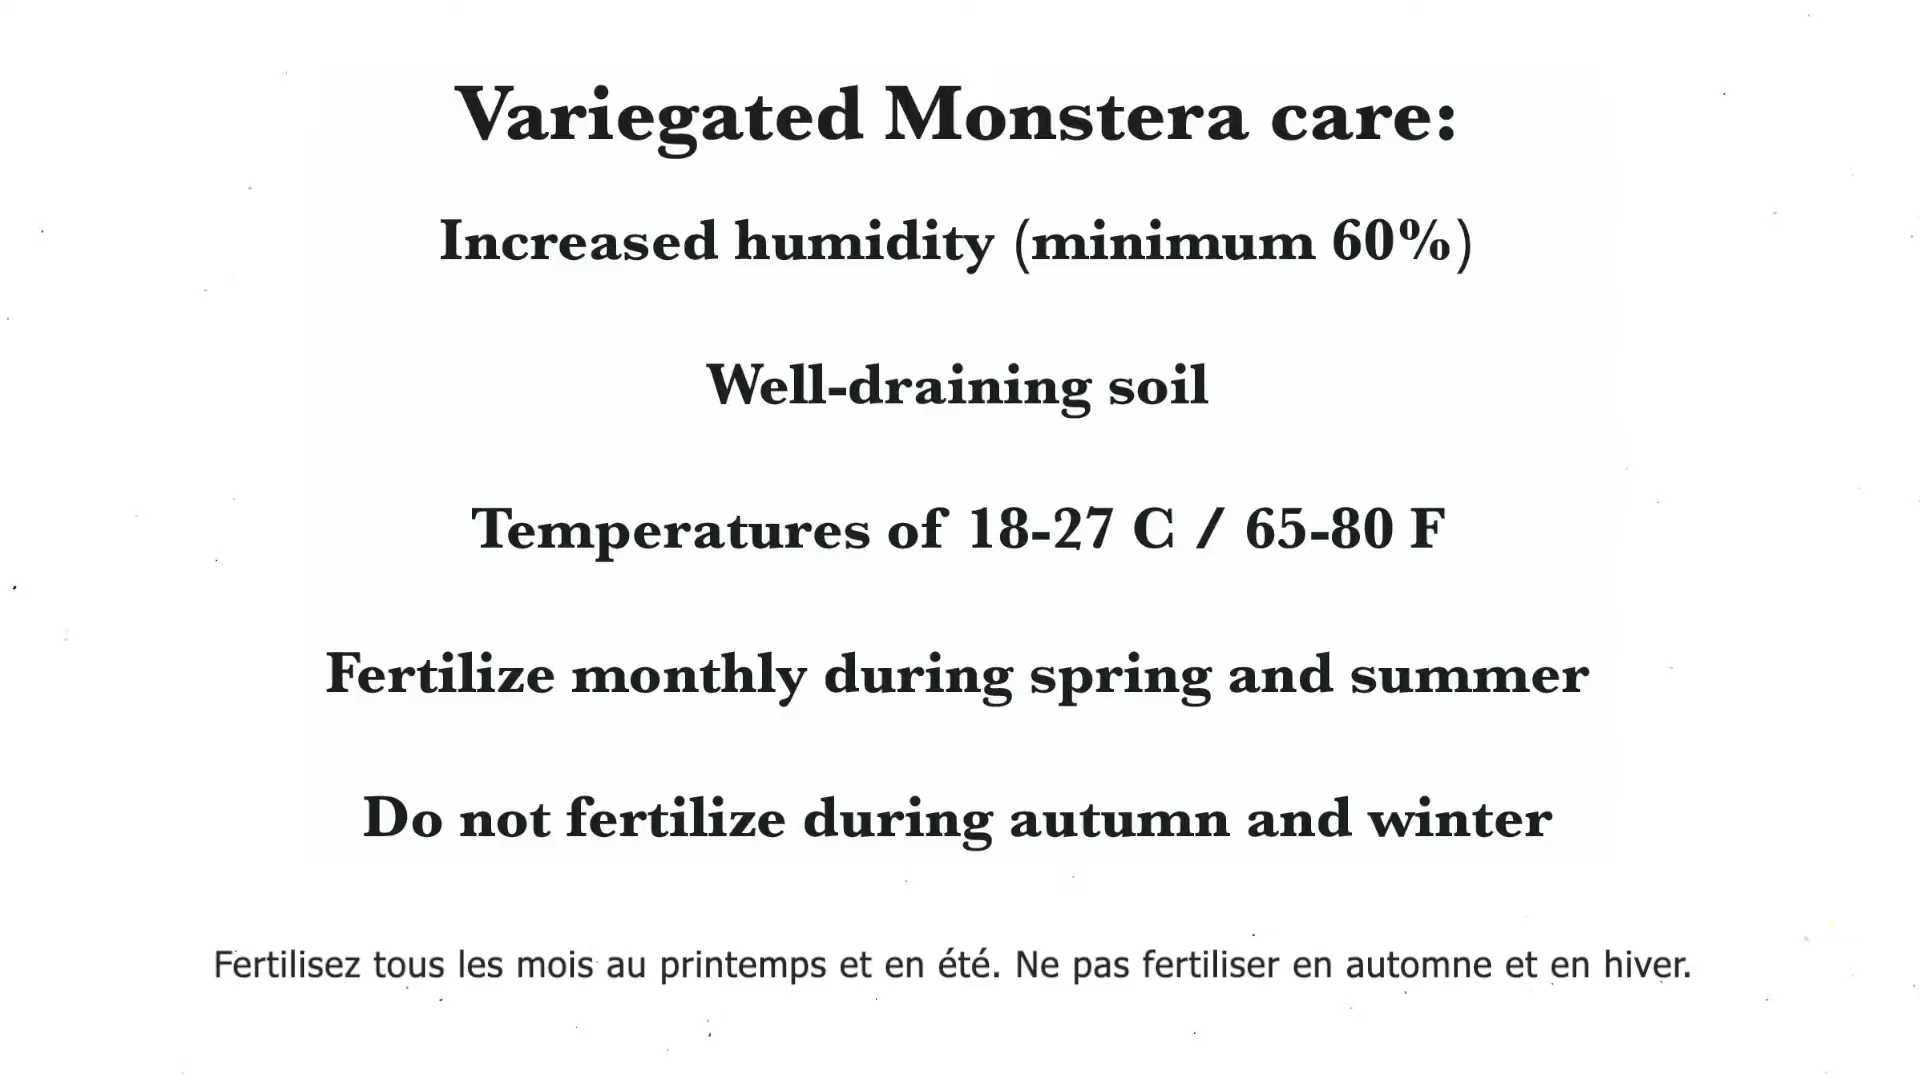 Variegated Monstera care:
Increased humidity (minimum 60%)
Well-draining soil
Temperatures of 18-27 C / 65-80 F
Fertilize monthly during spring and summer
Do not fertilize during autumn and winter
Fertilisez tous les mois au printemps et en été. Ne pas fertiliser en automne et en hiver.